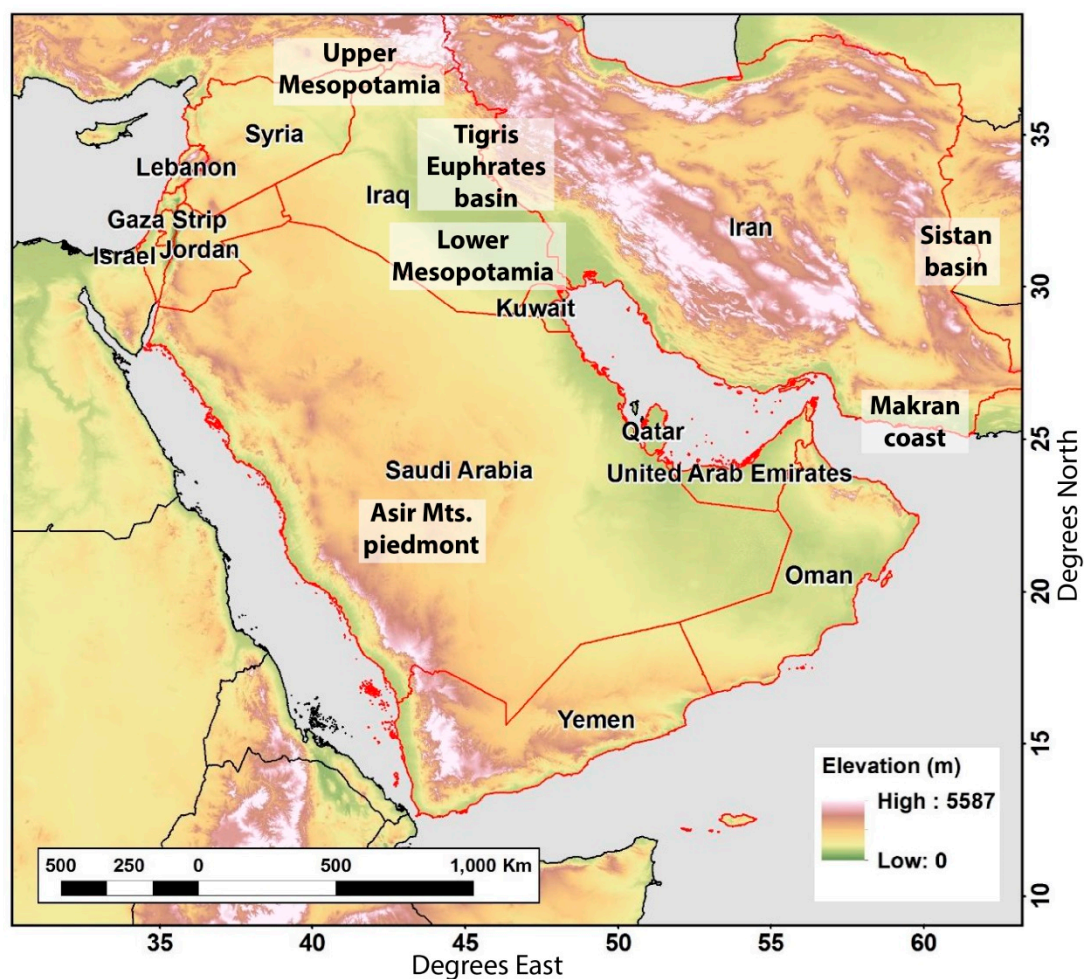 Upper
Mesopotamia
Syria
Tigris
Euphrates
basin
Lebanon
Iraq
Gaza Strip
Iran
Israel
Jordan
Lower
Mesopotamia
Sistan
basin
Kuwait
Makran
coast
Qatar
Saudi Arabia
United Arab Emirates
Asir Mts.
piedmont
Oman
Yemen
Elevation (m)
High : 5587
Low: 0
500 250 0 500 1,000 Km
35
30
25
20
15
10
Degrees North
35 40 45 50 55 60
Degrees East